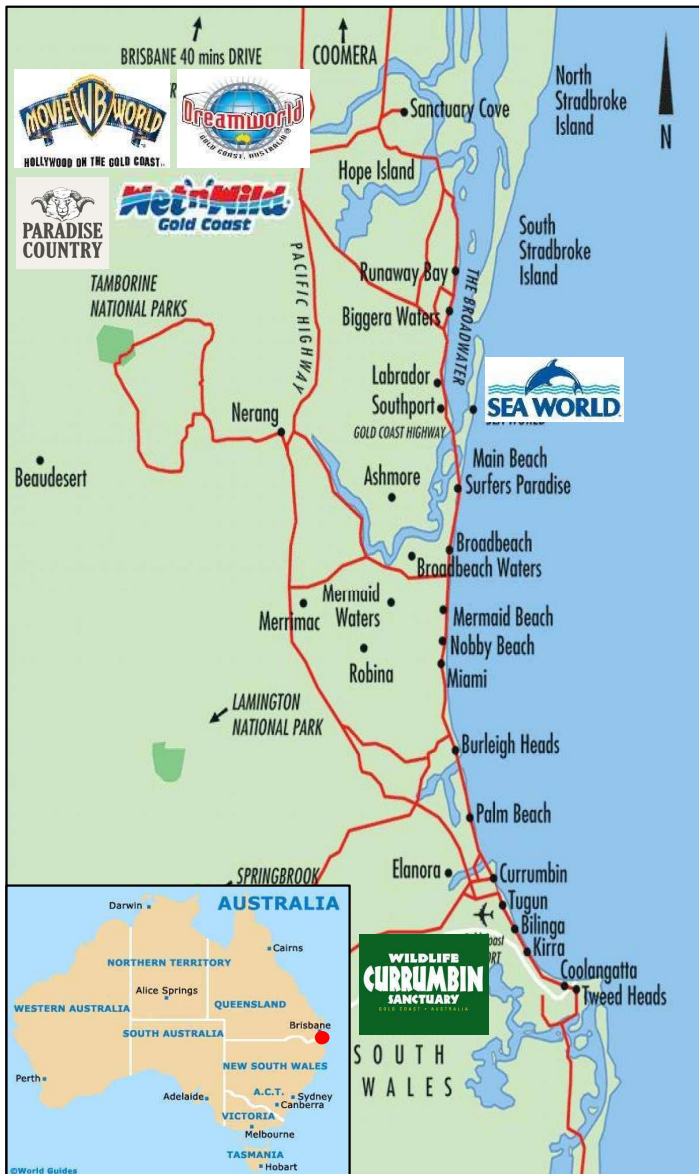 BRISBANE 40 mins DRIVE
COOMERA
North
Stradbroke
Island
N
MOVIE WB WORLD
HOLLYWOOD ON THE GOLD COAST
Dreamworld
GOLD COAST, AUSTRALIA
Sanctuary Cove
Hope Island
PARADISE
COUNTRY
Wet'n'Wild
Gold Coast
South
Stradbroke
Island
PACIFIC HIGHWAY
THE BROADWATER
Runaway Bay
TAMBORINE
NATIONAL PARKS
Biggera Waters
Labrador
Southport
GOLD COAST HIGHWAY
SEA WORLD
Nerang
Beaudesert
Ashmore
Main Beach
Surfers Paradise
Broadbeach
Broadbeach Waters
Mermaid
Waters
Merrimac
Mermaid Beach
Nobby Beach
Robina
Miami
LAMINGTON
NATIONAL PARK
Burleigh Heads
Palm Beach
SPRINGBROOK
Elanora
Currumbin
Tugun
Bilinga
Kirra
Coolangatta
Tweed Heads
WILDLIFE
CURRUMBIN
SANCTUARY
GOLD COAST • AUSTRALIA
SOUTH
WALES
AUSTRALIA
Darwin
Cairns
NORTHERN TERRITORY
Alice Springs
WESTERN AUSTRALIA
QUEENSLAND
SOUTH AUSTRALIA
Brisbane
NEW SOUTH WALES
Perth
Adelaide
A.C.T.
Sydney
Canberra
VICTORIA
Melbourne
TASMANIA
Hobart
©World Guides